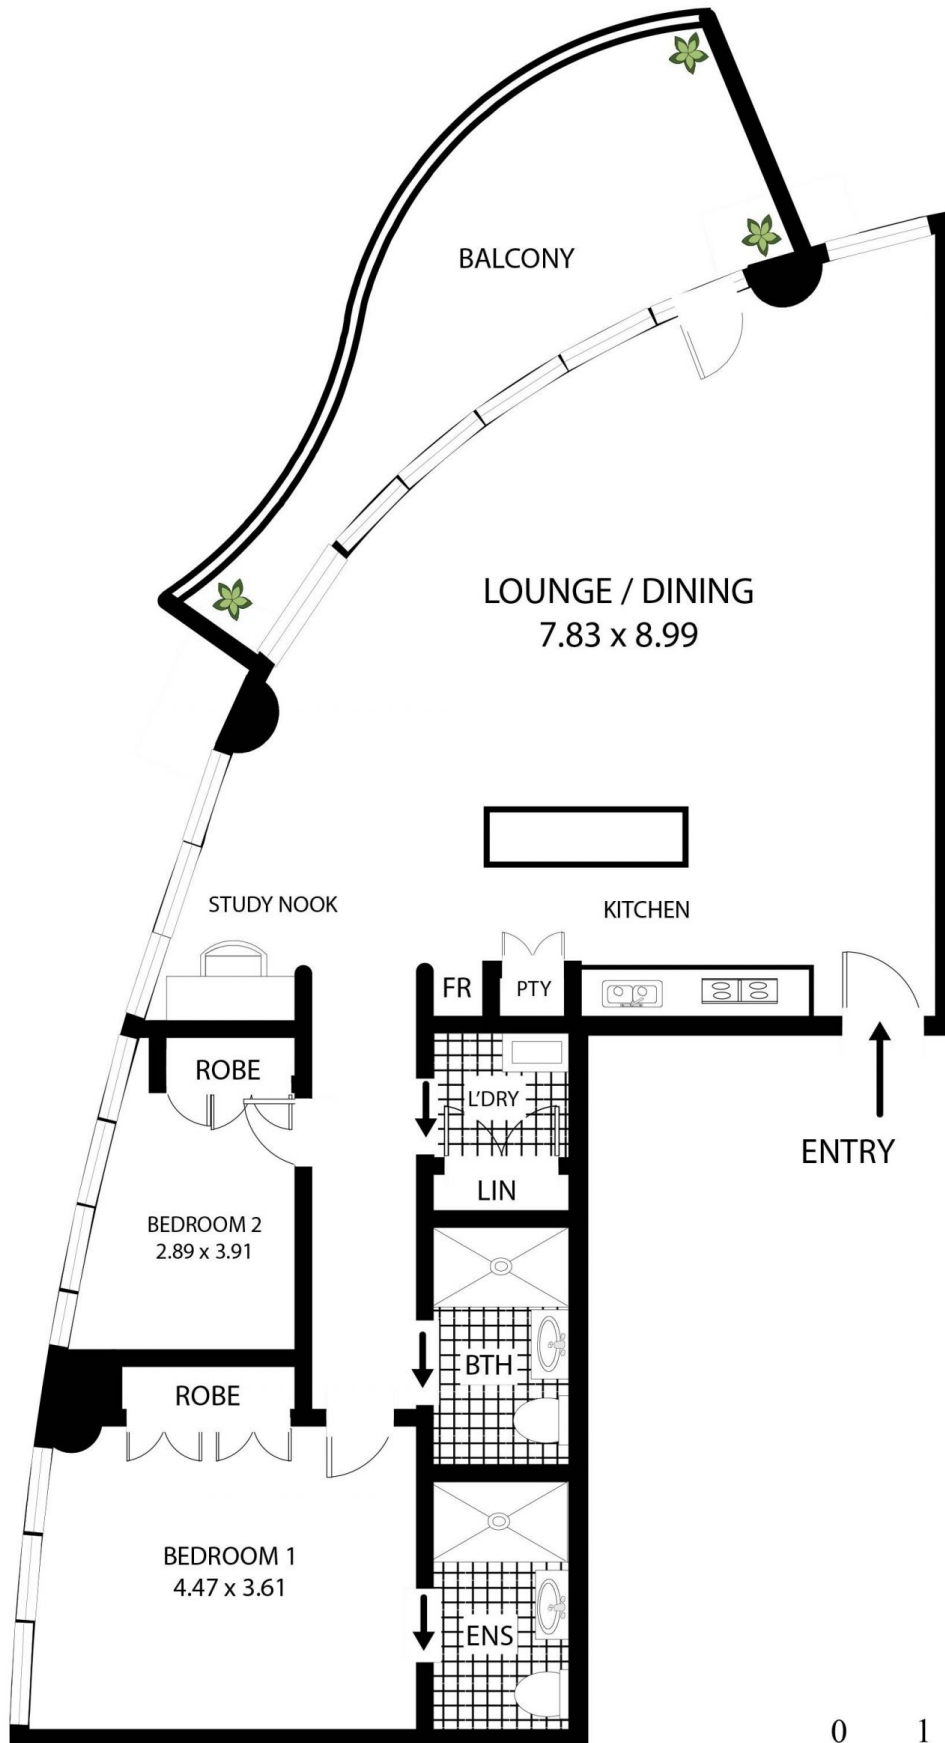 BALCONY
LOUNGE / DINING
7.83 x 8.99
STUDY NOOK
KITCHEN
FR
PTY
ROBE
L'DRY
ENTRY
LIN
BEDROOM 2
2.89 x 3.91
BTH
ROBE
BEDROOM 1
4.47 x 3.61
ENS
0 1